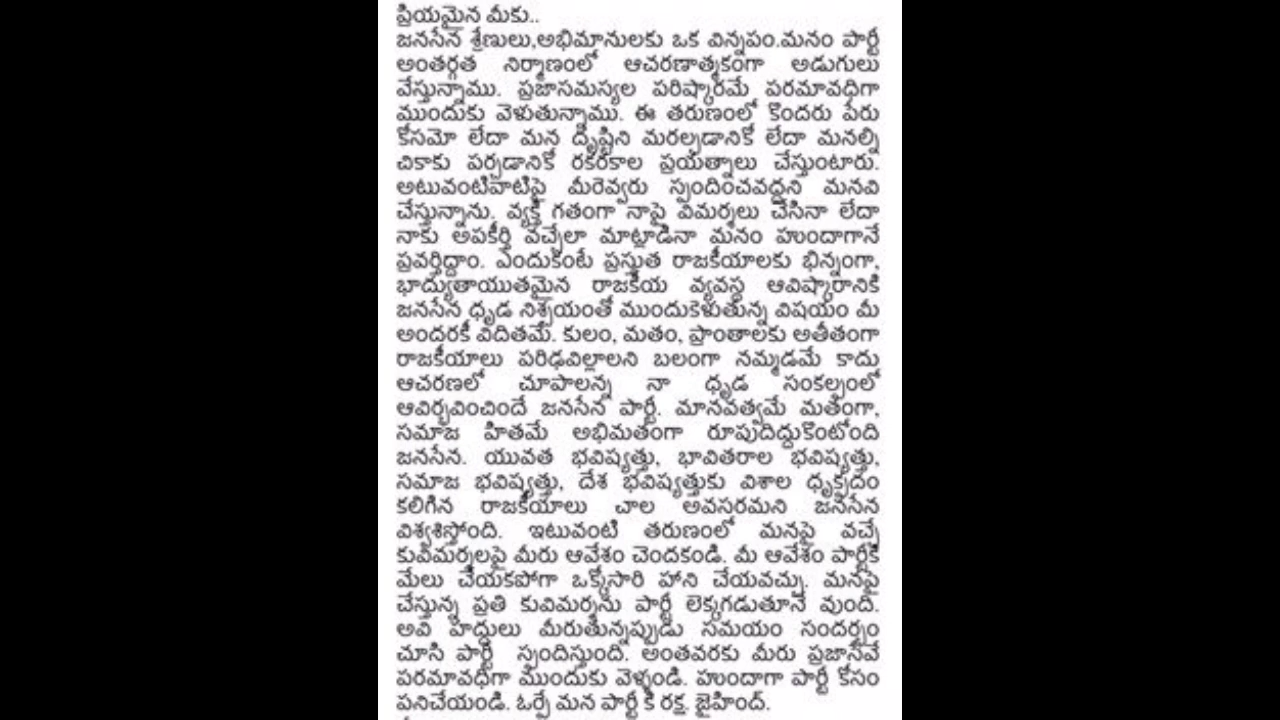 ప్రియమైన మీకు..
జనసేన శ్రేణులు,అభిమానులకు ఒక విన్నపం.మనం పార్టీ
అంతర్గత నిర్మాణంలో ఆచరణాత్మకంగా అడుగులు
వేస్తున్నాము. ప్రజాసమస్యల పరిష్కారమే పరమావధిగా
ముందుకు వెళుతున్నాము. ఈ తరుణంలో కొందరు పేరు
కోసమో లేదా మన దృష్టిని మరల్చడానికో లేదా మనల్ని
చికాకు పర్చడానికో రకరకాల ప్రయత్నాలు చేస్తుంటారు.
అటువంటివాటిపై మీరెవ్వరు స్పందించవద్దని మనవి
చేస్తున్నాను. వ్యక్తి గతంగా నాపై విమర్శలు చేసినా లేదా
నాకు అపకీర్తి వచ్చేలా మాట్లాడినా మనం హుందాగానే
ప్రవర్తిద్దాం. ఎందుకంటే ప్రస్తుత రాజకీయాలకు భిన్నంగా,
భాద్యుతాయుతమైన రాజకీయ వ్యవస్థ ఆవిష్కారానికి
జనసేన ధృడ నిశ్చయంతో ముందుకెళుతున్న విషయం మీ
అందరకీ విదితమే. కులం, మతం, ప్రాంతాలకు అతీతంగా
రాజకీయాలు పరిఢవిల్లాలని బలంగా నమ్మడమే కాదు
ఆచరణలో చూపాలన్న నా ధృడ సంకల్పంలో
ఆవిర్భవించిందే జనసేన పార్టీ. మానవత్వమే మతంగా,
సమాజ హితమే అభిమతంగా రూపుదిద్దుకొంటోంది
జనసేన. యువత భవిష్యత్తు, భావితరాల భవిష్యత్తు,
సమాజ భవిష్యత్తు, దేశ భవిష్యత్తుకు విశాల ధృక్పదం
కలిగిన రాజకీయాలు చాల అవసరమని జనసేన
విశ్వశిస్తోంది. ఇటువంటి తరుణంలో మనపై వచ్చే
కువిమర్శలపై మీరు ఆవేశం చెందకండి. మీ ఆవేశం పార్టీకి
మేలు చేయకపోగా ఒక్కోసారి హాని చేయవచ్చు. మనపై
చేస్తున్న ప్రతి కువిమర్శను పార్టీ లెక్కగడుతూనే వుంది.
అవి హద్దులు మీరుతున్నప్పుడు సమయం సందర్భం
చూసి పార్టీ స్పందిస్తుంది. అంతవరకు మీరు ప్రజాసేవే
పరమావధిగా ముందుకు వెళ్ళండి. హుందాగా పార్టీ కోసం
పనిచేయండి. ఓర్పే మన పార్టీ కి రక్ష. జైహింద్.